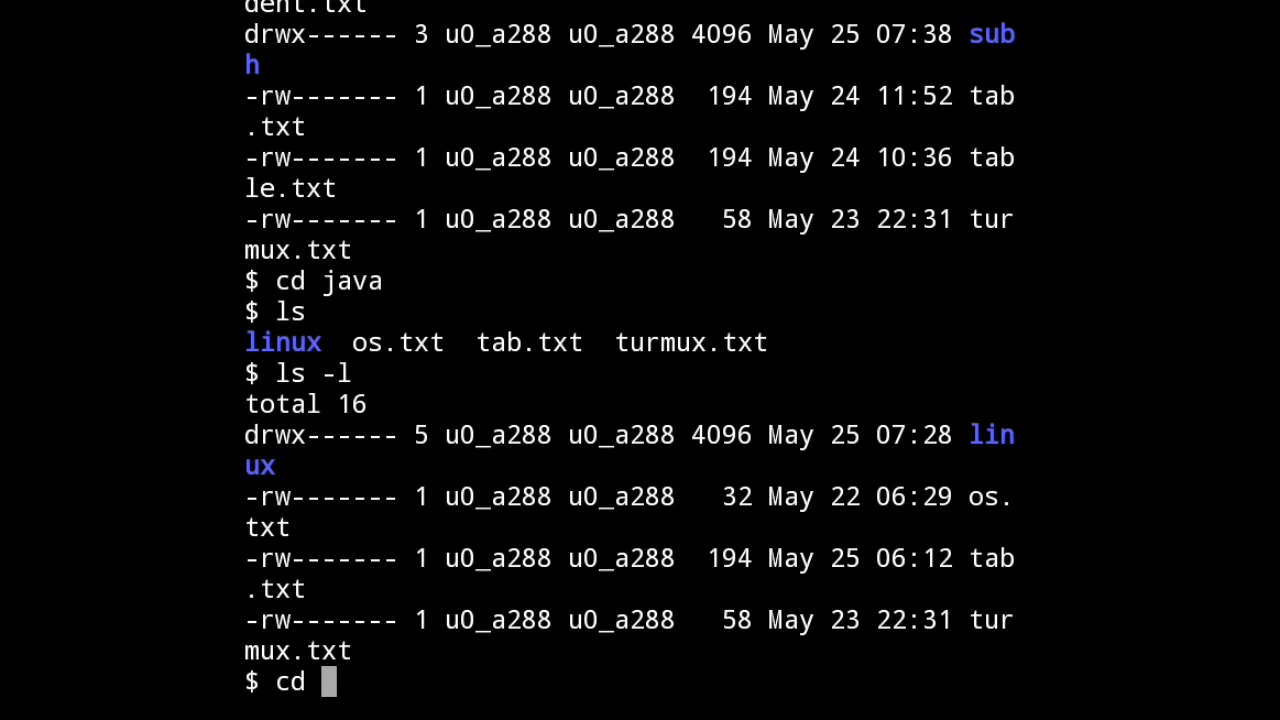 dent.txt
drwx------ 3 u0_a288 u0_a288 4096 May 25 07:38 sub
h
-rw------- 1 u0_a288 u0_a288  194 May 24 11:52 tab
.txt
-rw------- 1 u0_a288 u0_a288  194 May 24 10:36 tab
le.txt
-rw------- 1 u0_a288 u0_a288   58 May 23 22:31 tur
mux.txt
$ cd java
$ ls
linux  os.txt  tab.txt  turmux.txt
$ ls -l
total 16
drwx------ 5 u0_a288 u0_a288 4096 May 25 07:28 lin
ux
-rw------- 1 u0_a288 u0_a288   32 May 22 06:29 os.
txt
-rw------- 1 u0_a288 u0_a288  194 May 25 06:12 tab
.txt
-rw------- 1 u0_a288 u0_a288   58 May 23 22:31 tur
mux.txt
$ cd